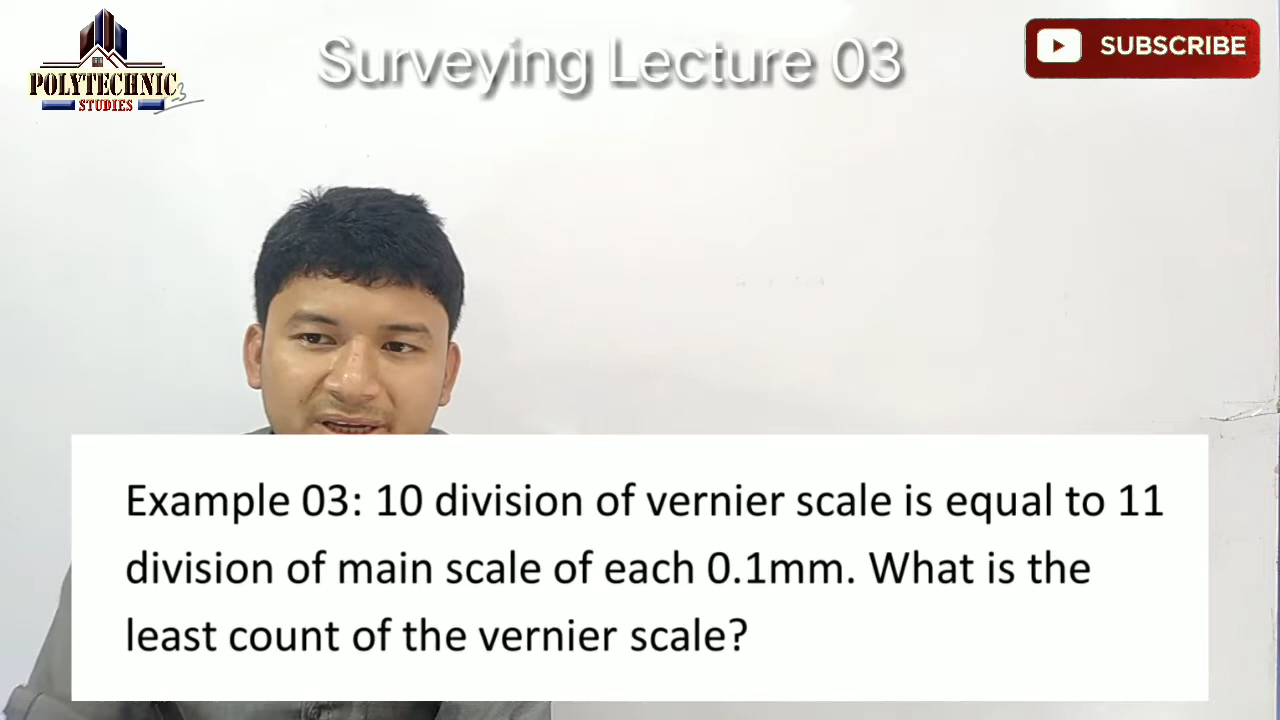 Surveying Lecture 03
SUBSCRIBE
POLYTECHNIC
STUDIES
Example 03: 10 division of vernier scale is equal to 11
division of main scale of each 0.1mm. What is the
least count of the vernier scale?